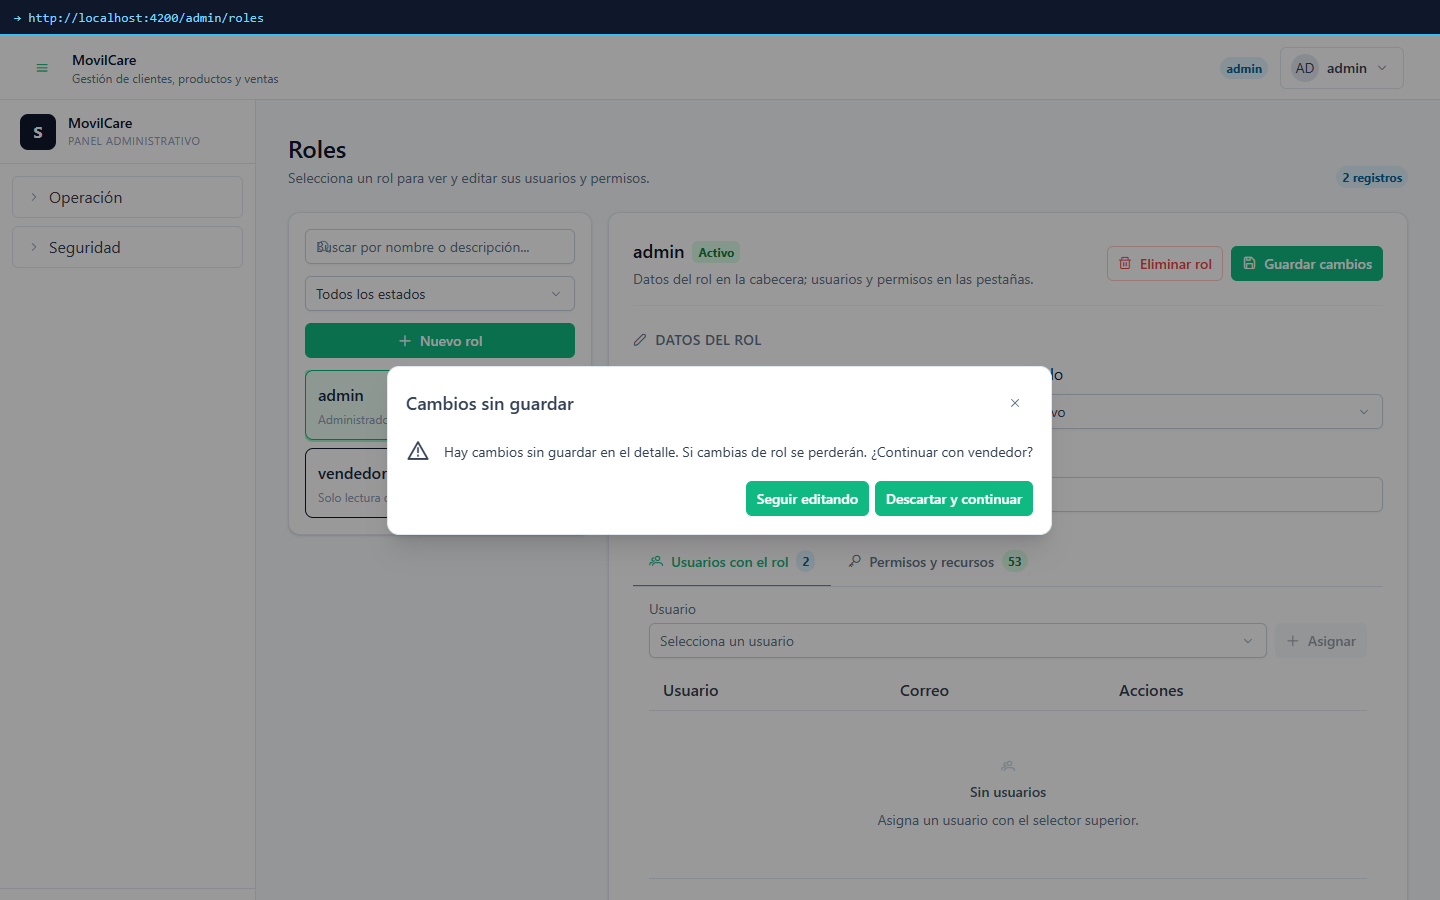 → http://localhost:4200/admin/roles
MovilCare
Gestión de clientes, productos y ventas
admin
AD admin
S
MovilCare
PANEL ADMINISTRATIVO
Operación
Seguridad
Roles
Selecciona un rol para ver y editar sus usuarios y permisos.
2 registros
Buscar por nombre o descripción...
Todos los estados
+ Nuevo rol
admin
vendedor
Solo lectura
admin Activo
Datos del rol en la cabecera; usuarios y permisos en las pestañas.
Eliminar rol
Guardar cambios
DATOS DEL ROL
Cambios sin guardar
Hay cambios sin guardar en el detalle. Si cambias de rol se perderán. ¿Continuar con vendedor?
Seguir editando
Descartar y continuar
Usuarios con el rol 2
Permisos y recursos 53
Usuario
Selecciona un usuario
+ Asignar
Usuario Correo Acciones
Sin usuarios
Asigna un usuario con el selector superior.